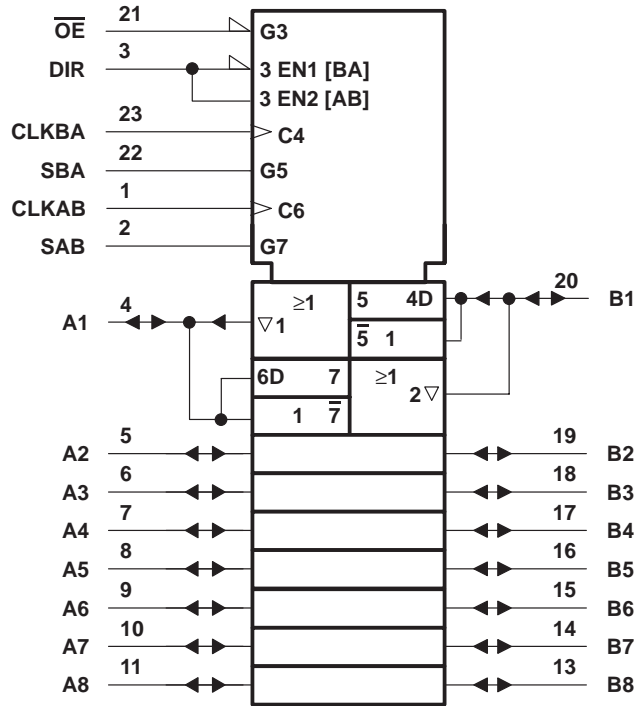 21
O̅E̅ G3
3
DIR 3 EN1 [BA]
3 EN2 [AB]
23
CLKBA C4
22
SBA G5
1
CLKAB C6
2
SAB G7
4 ≥1 5 4D 20
A1 ▽1 B1
5̅ 1
6D 7 ≥1
2▽
1 7̅
5 19
A2 B2
6 18
A3 B3
7 17
A4 B4
8 16
A5 B5
9 15
A6 B6
10 14
A7 B7
11 13
A8 B8